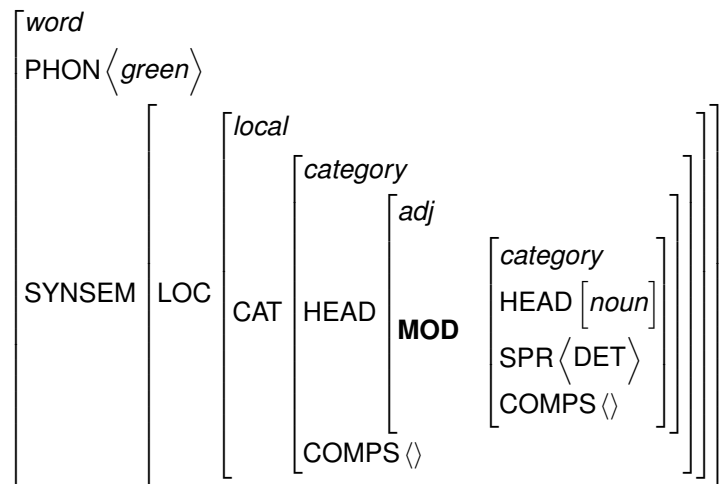 word
PHON ⟨green⟩
local
category
adj
category
SYNSEM LOC CAT HEAD MOD HEAD [noun]
SPR ⟨DET⟩
COMPS ⟨⟩
COMPS ⟨⟩